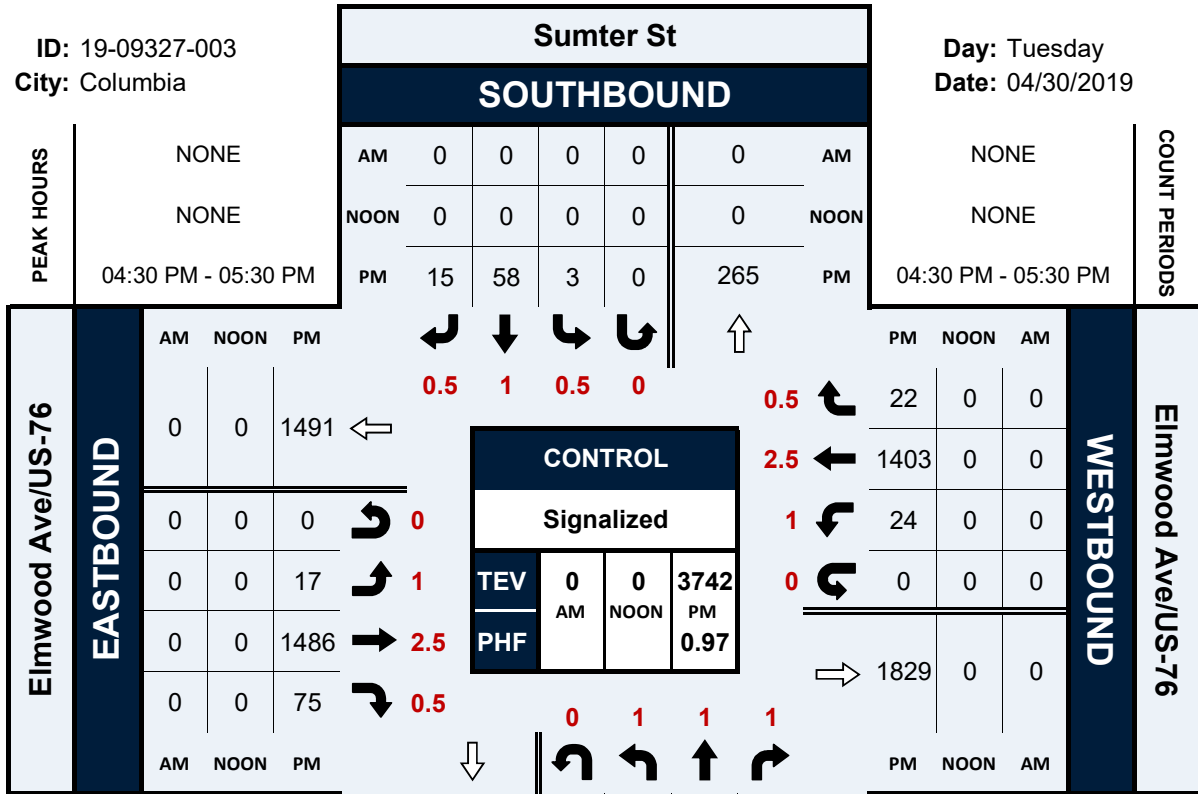 ID: 19-09327-003
City: Columbia
Sumter St
SOUTHBOUND
Day: Tuesday
Date: 04/30/2019
PEAK HOURS
NONE
NONE
04:30 PM - 05:30 PM
AM 0 0 0 0 0 AM
NOON 0 0 0 0 0 NOON
PM 15 58 3 0 265 PM
NONE
NONE
04:30 PM - 05:30 PM
COUNT PERIODS
0.5 1 0.5 0
Elmwood Ave/US-76
EASTBOUND
AM NOON PM
0 0 1491
0 0 0 0
0 0 17 1
0 0 1486 2.5
0 0 75 0.5
AM NOON PM
CONTROL
Signalized
TEV 0 0 3742
AM NOON PM
PHF 0.97
PM NOON AM
0.5 22 0 0
2.5 1403 0 0
1 24 0 0
0 0 0 0
1829 0 0
PM NOON AM
WESTBOUND
Elmwood Ave/US-76
0 1 1 1